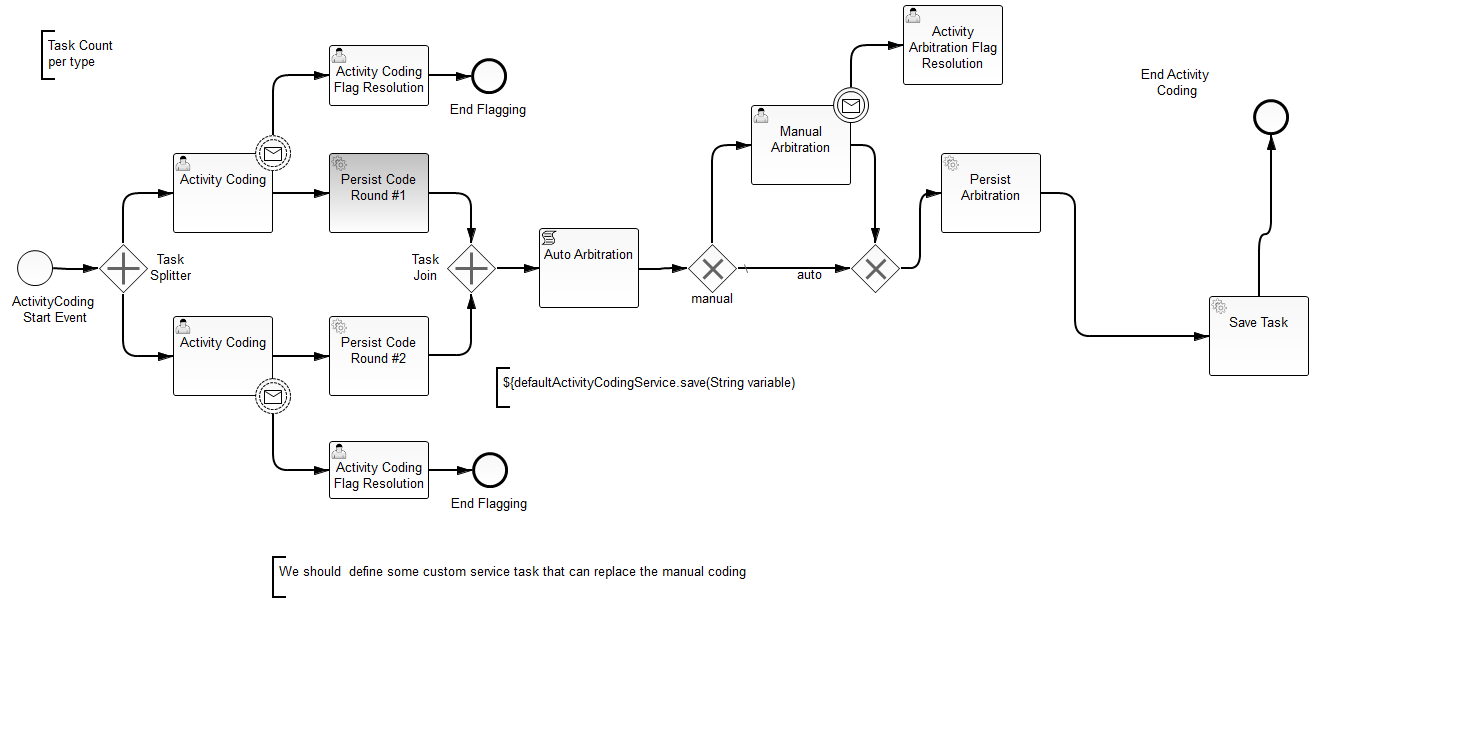 Task Count
per type
Activity Coding
Flag Resolution
End Flagging
Activity
Arbitration Flag
Resolution
End Activity
Coding
Manual
Arbitration
Activity Coding
Persist Code
Round #1
Persist
Arbitration
Task
Splitter
Task
Join
Auto Arbitration
auto
manual
ActivityCoding
Start Event
Activity Coding
Persist Code
Round #2
Save Task
${defaultActivityCodingService.save(String variable)
Activity Coding
Flag Resolution
End Flagging
We should  define some custom service task that can replace the manual coding